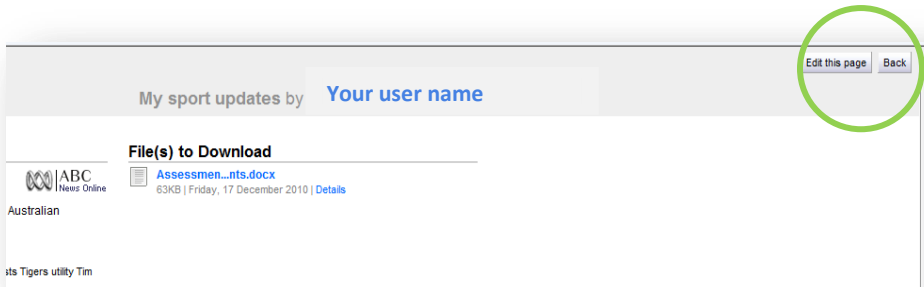 Edit this page Back
My sport updates by Your user name
File(s) to Download
Assessmen...nts.docx
63KB | Friday, 17 December 2010 | Details
ABC
News Online
Australian
sts Tigers utility Tim